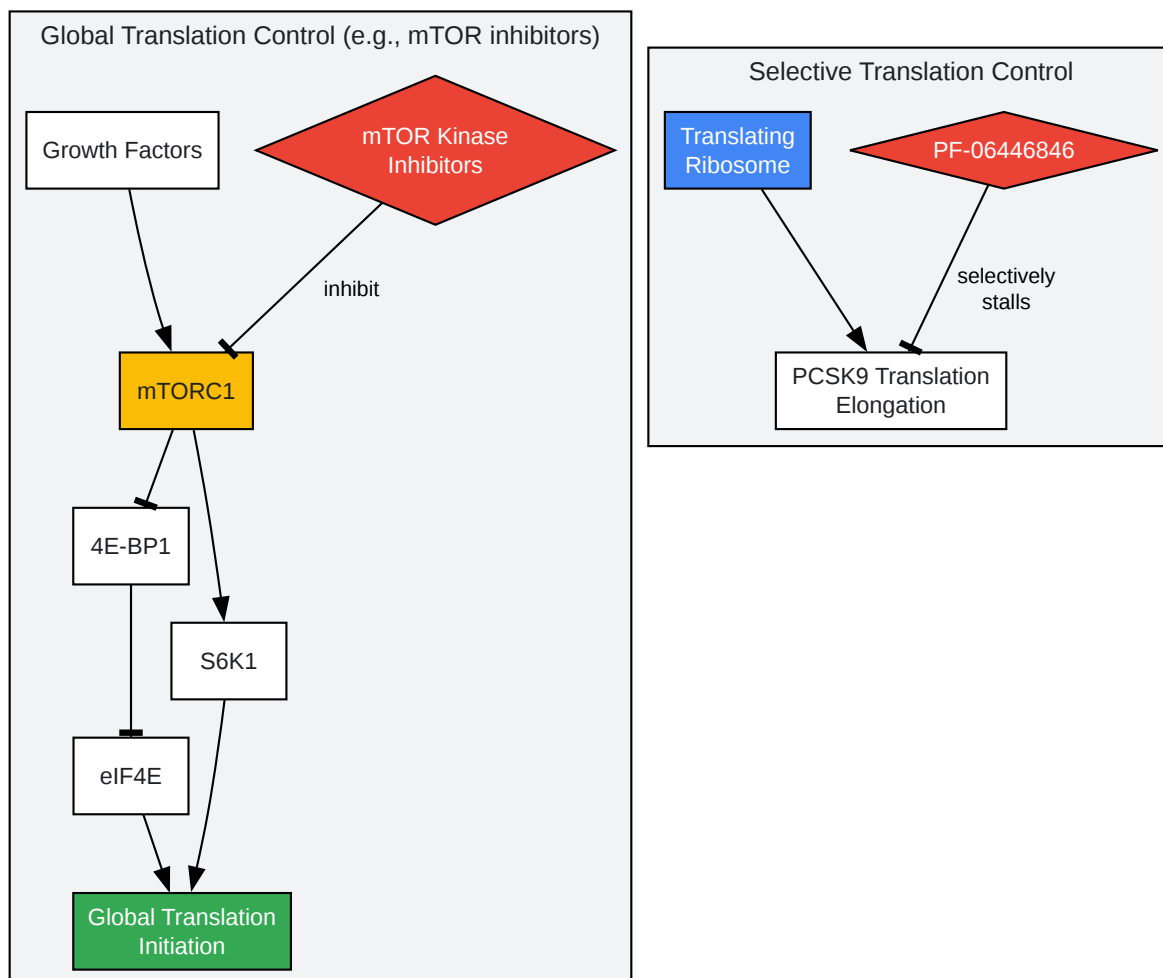 Global Translation Control (e.g., mTOR inhibitors)
Growth Factors
mTOR Kinase
Inhibitors
inhibit
mTORC1
4E-BP1
S6K1
eIF4E
Global Translation
Initiation
Selective Translation Control
Translating
Ribosome
PF-06446846
selectively
stalls
PCSK9 Translation
Elongation